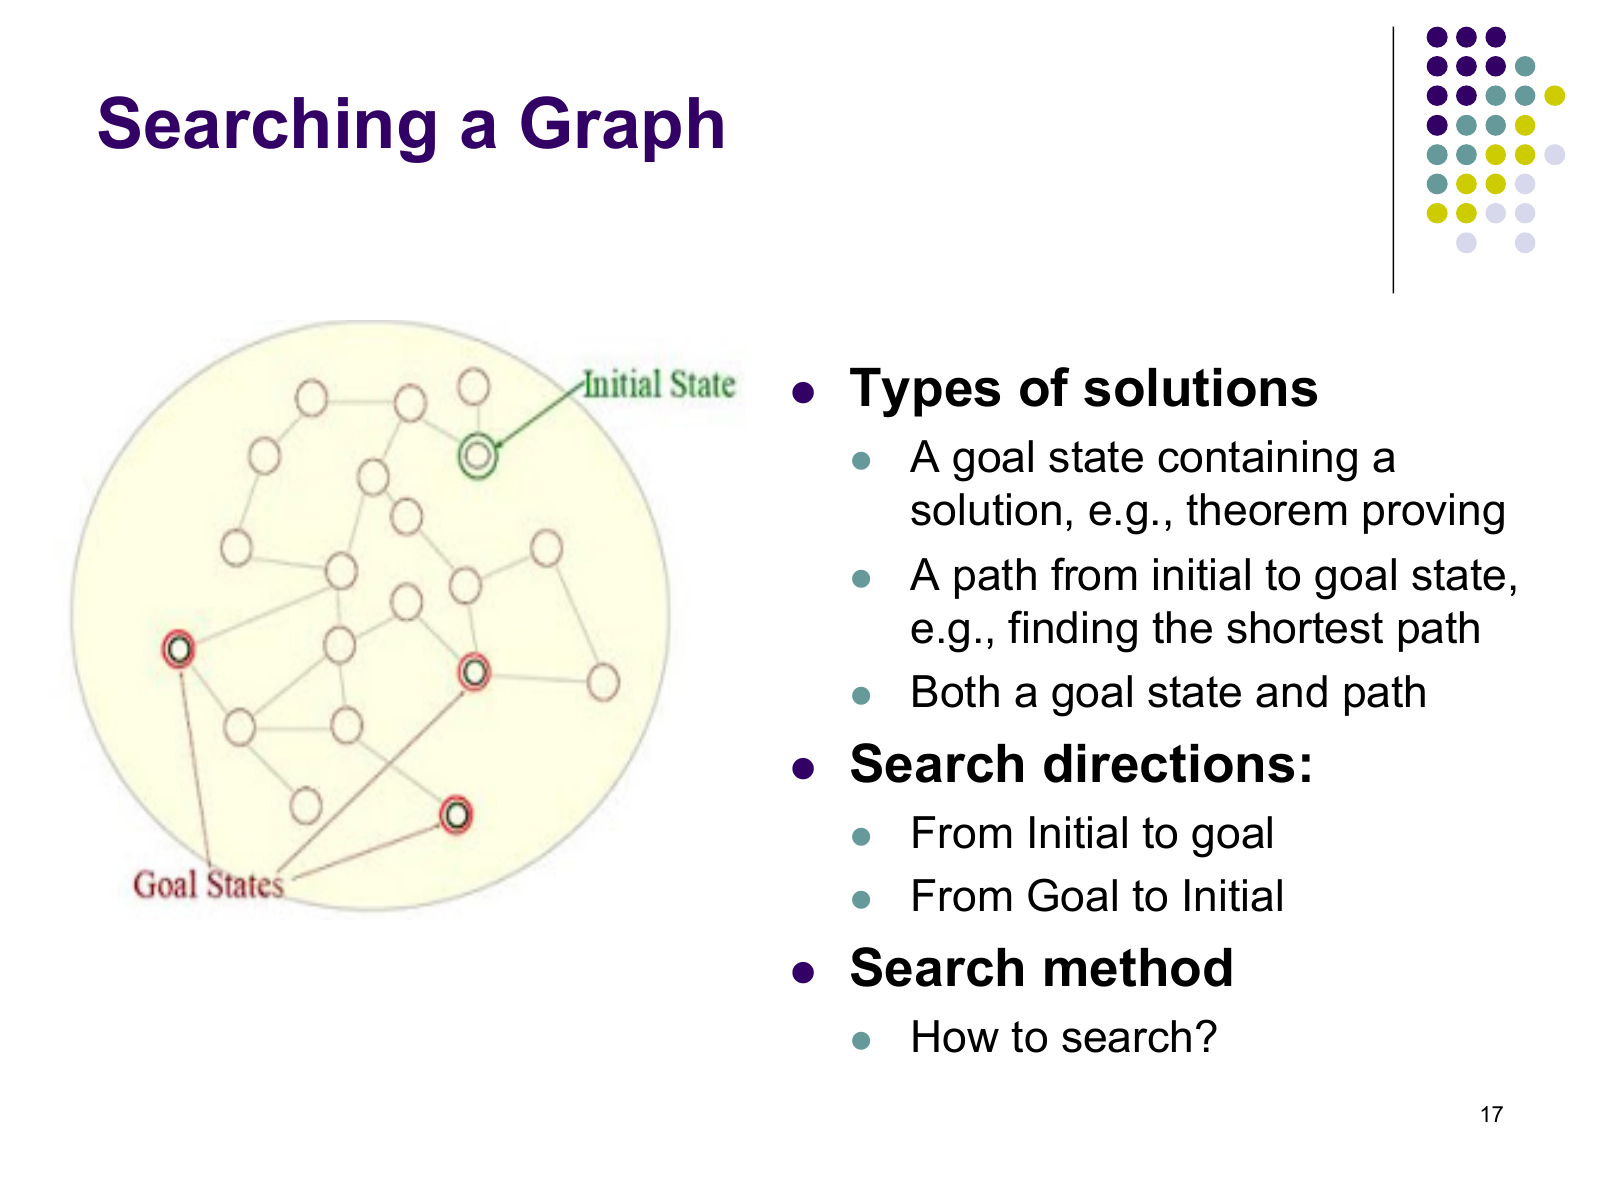 Searching a Graph
Initial State
Goal States
Types of solutions
A goal state containing a
solution, e.g., theorem proving
A path from initial to goal state,
e.g., finding the shortest path
Both a goal state and path
Search directions:
From Initial to goal
From Goal to Initial
Search method
How to search?
17